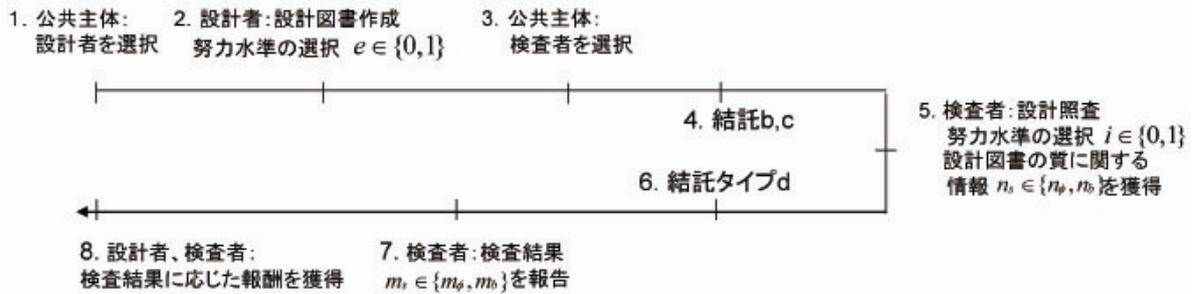 1. 公共主体:
設計者を選択
2. 設計者:設計図書作成
努力水準の選択 e∈{0,1}
3. 公共主体:
検査者を選択
4. 結託b,c
5. 検査者:設計照査
努力水準の選択 i∈{0,1}
設計図書の質に関する
情報 nₛ∈{n_ϕ,n_b}を獲得
6. 結託タイプd
7. 検査者:検査結果
mₛ∈{m_ϕ,m_b}を報告
8. 設計者、検査者:
検査結果に応じた報酬を獲得